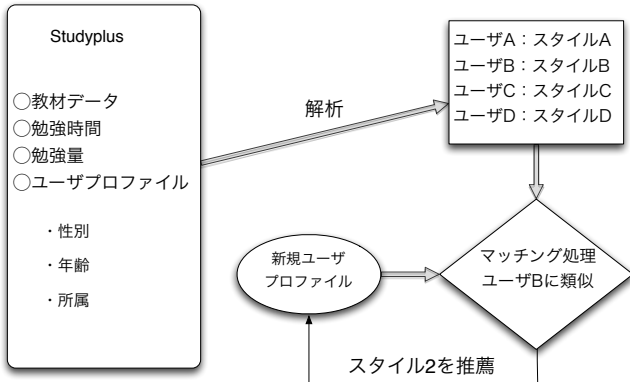 Studyplus
○教材データ
○勉強時間
○勉強量
○ユーザプロファイル
・性別
・年齢
・所属
解析
ユーザA：スタイルA
ユーザB：スタイルB
ユーザC：スタイルC
ユーザD：スタイルD
新規ユーザ
プロファイル
マッチング処理
ユーザBに類似
スタイル2を推薦